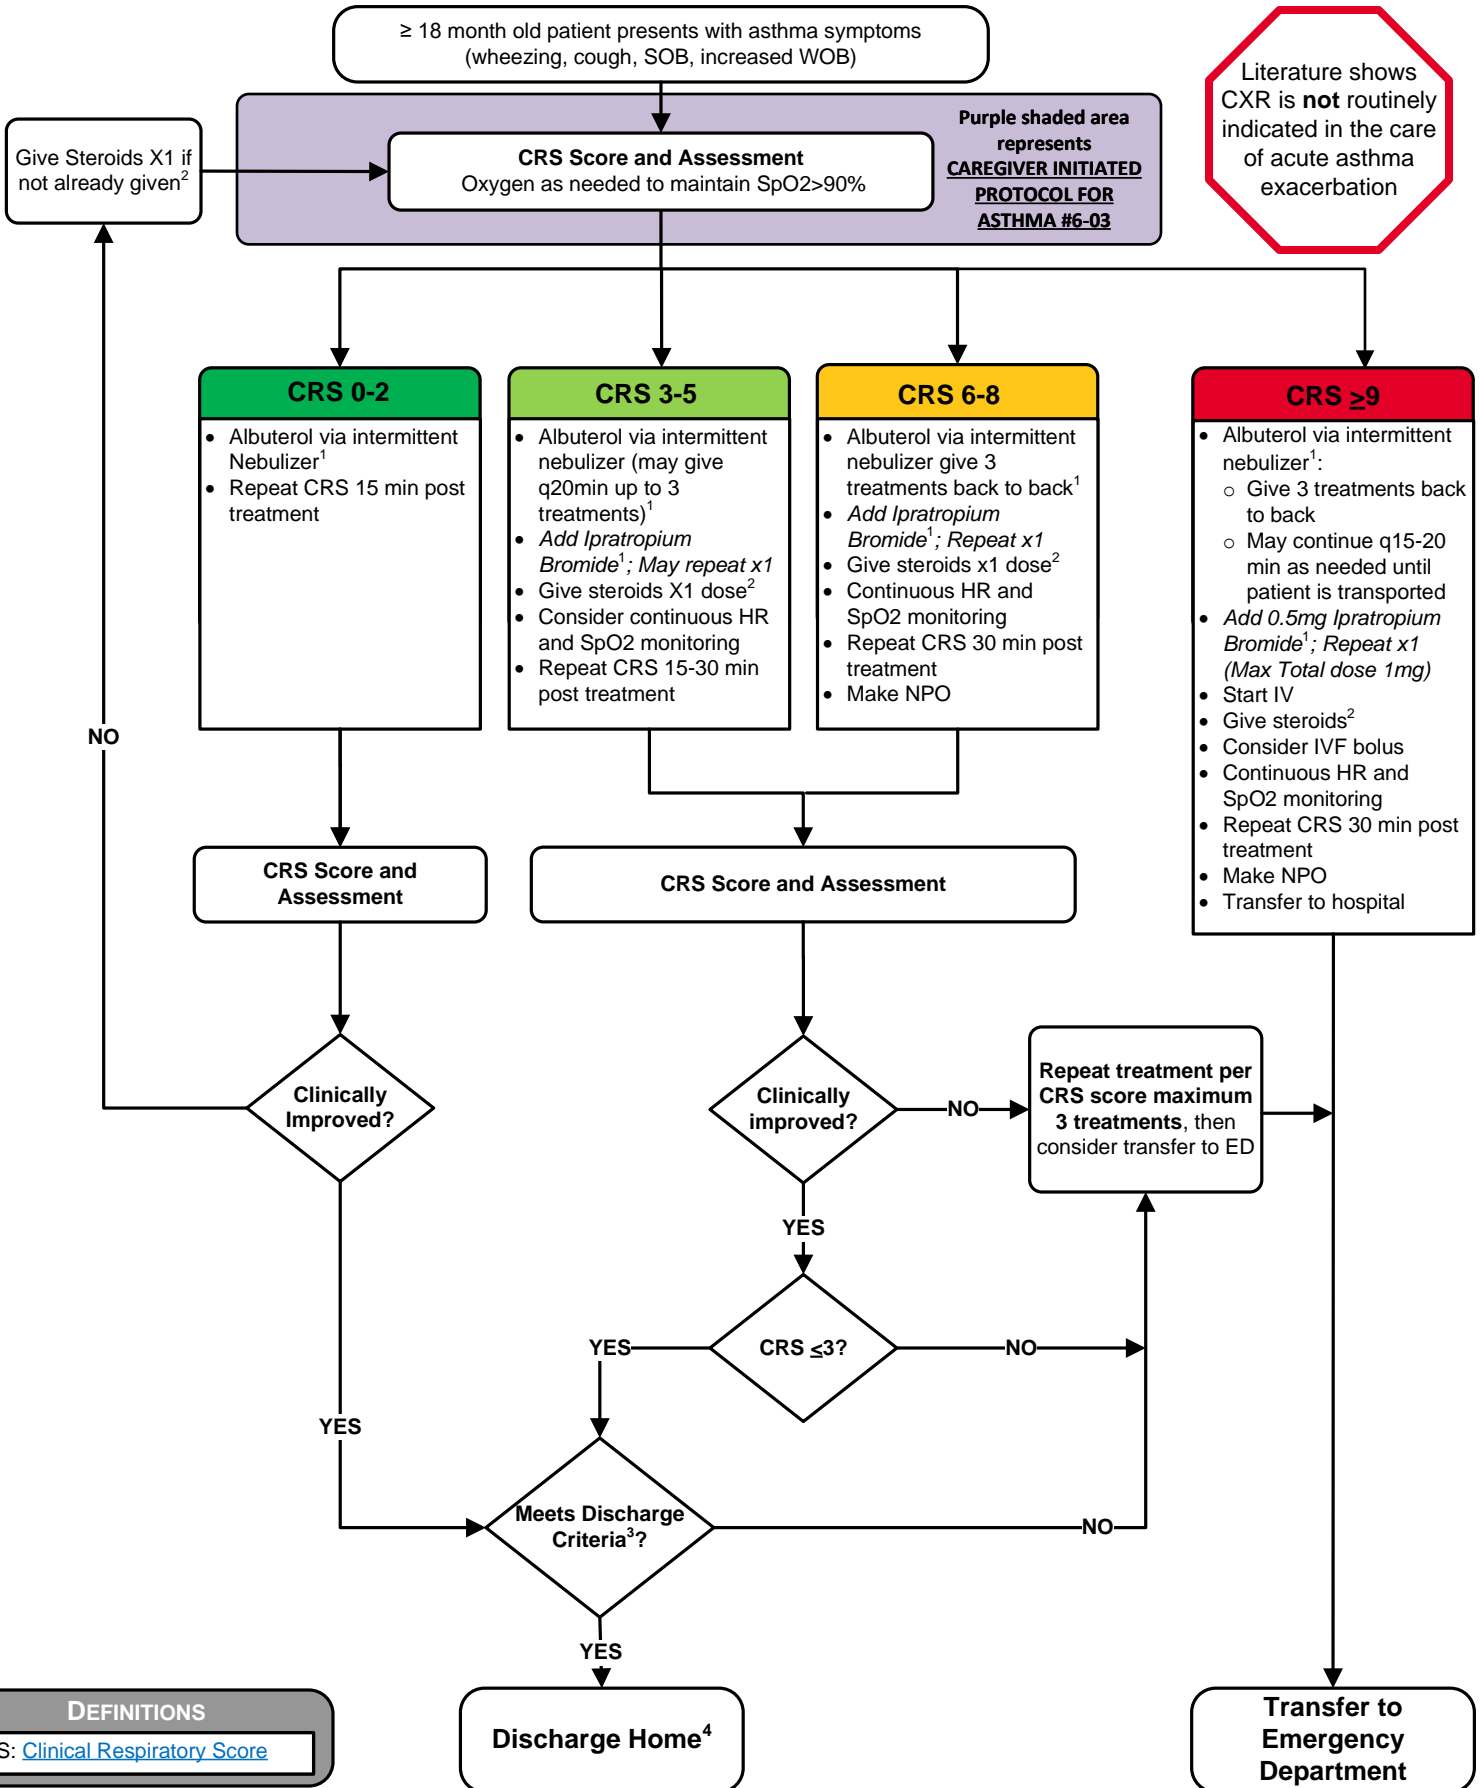 ≥ 18 month old patient presents with asthma symptoms
(wheezing, cough, SOB, increased WOB)
Literature shows
CXR is not routinely
indicated in the care
of acute asthma
exacerbation
Give Steroids X1 if
not already given2
CRS Score and Assessment
Oxygen as needed to maintain SpO2>90%
Purple shaded area
represents
CAREGIVER INITIATED
PROTOCOL FOR
ASTHMA #6-03
CRS 0-2
• Albuterol via intermittent
Nebulizer1
• Repeat CRS 15 min post
treatment
CRS 3-5
• Albuterol via intermittent
nebulizer (may give
q20min up to 3
treatments)1
• Add Ipratropium
Bromide1; May repeat x1
• Give steroids X1 dose2
• Consider continuous HR
and SpO2 monitoring
• Repeat CRS 15-30 min
post treatment
CRS 6-8
• Albuterol via intermittent
nebulizer give 3
treatments back to back1
• Add Ipratropium
Bromide1; Repeat x1
• Give steroids x1 dose2
• Continuous HR and
SpO2 monitoring
• Repeat CRS 30 min post
treatment
• Make NPO
CRS ≥9
• Albuterol via intermittent
nebulizer1:
o Give 3 treatments back
to back
o May continue q15-20
min as needed until
patient is transported
• Add 0.5mg Ipratropium
Bromide1; Repeat x1
(Max Total dose 1mg)
• Start IV
• Give steroids2
• Consider IVF bolus
• Continuous HR and
SpO2 monitoring
• Repeat CRS 30 min post
treatment
• Make NPO
• Transfer to hospital
NO
CRS Score and
Assessment
CRS Score and Assessment
Clinically
Improved?
Clinically
improved?
NO
Repeat treatment per
CRS score maximum
3 treatments, then
consider transfer to ED
YES
CRS ≤3?
YES
NO
YES
Meets Discharge
Criteria3?
NO
YES
Discharge Home4
Transfer to
Emergency
Department
DEFINITIONS
S: Clinical Respiratory Score